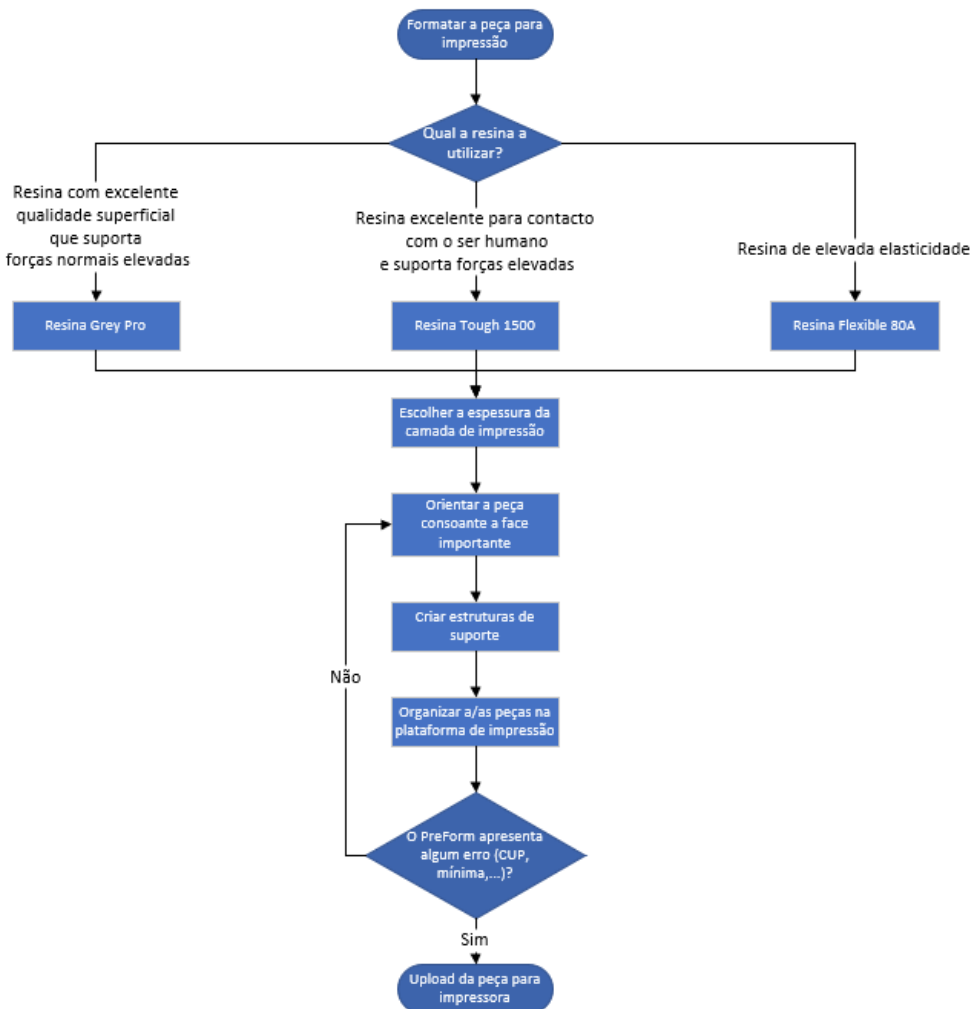 Formatar a peça para
impressão
Qual a resina a
utilizar?
Resina com excelente
qualidade superficial
que suporta
forças normais elevadas
Resina excelente para contacto
com o ser humano
e suporta forças elevadas
Resina de elevada elasticidade
Resina Grey Pro
Resina Tough 1500
Resina Flexible 80A
Escolher a espessura da
camada de impressão
Orientar a peça
consoante a face
importante
Criar estruturas de
suporte
Não
Organizar a/as peças na
plataforma de impressão
O PreForm apresenta
algum erro (CUP,
mínima,...)?
Sim
Upload da peça para
impressora